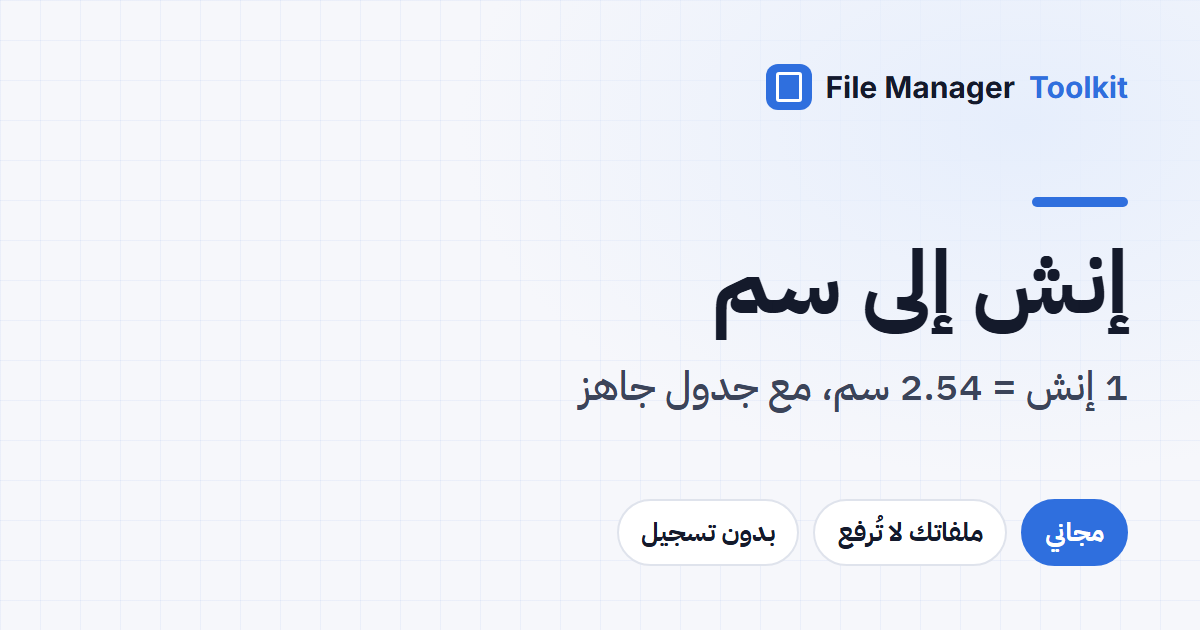 File Manager Toolkit
إنش إلى سم
1 إنش = 2.54 سم، مع جدول جاهز
مجاني
ملفاتك لا تُرفع
بدون تسجيل